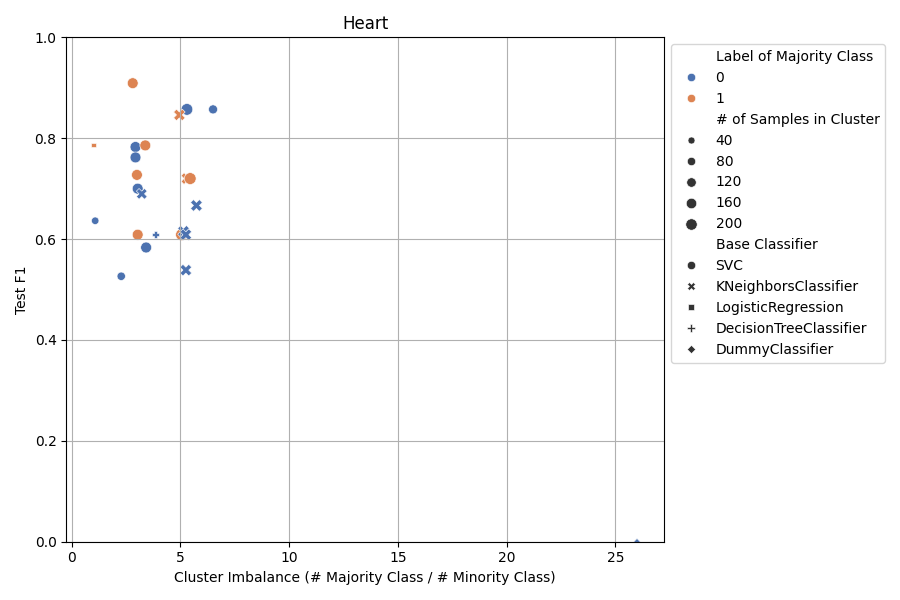 Heart
1.0
0.8
0.6
0.4
0.2
0.0
Test F1
0
5
10
15
20
25
Cluster Imbalance (# Majority Class / # Minority Class)
Label of Majority Class
0
1
# of Samples in Cluster
40
80
120
160
200
Base Classifier
SVC
KNeighborsClassifier
LogisticRegression
DecisionTreeClassifier
DummyClassifier